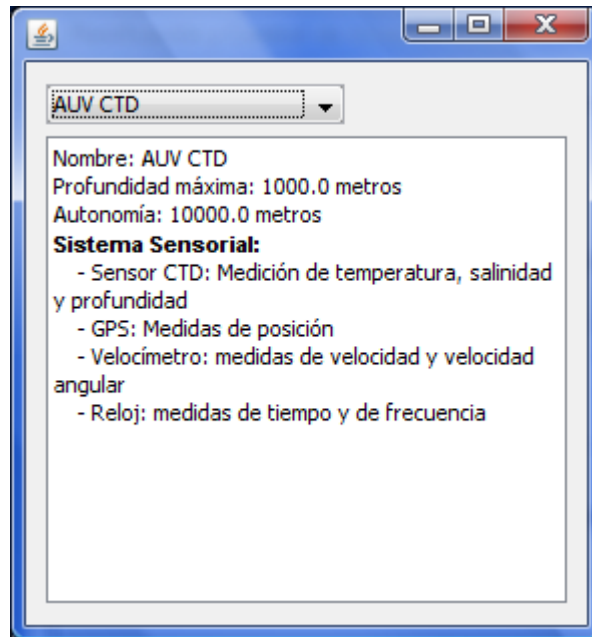 AUV CTD
Nombre: AUV CTD
Profundidad máxima: 1000.0 metros
Autonomía: 10000.0 metros
Sistema Sensorial:
- Sensor CTD: Medición de temperatura, salinidad
y profundidad
- GPS: Medidas de posición
- Velocímetro: medidas de velocidad y velocidad
angular
- Reloj: medidas de tiempo y de frecuencia